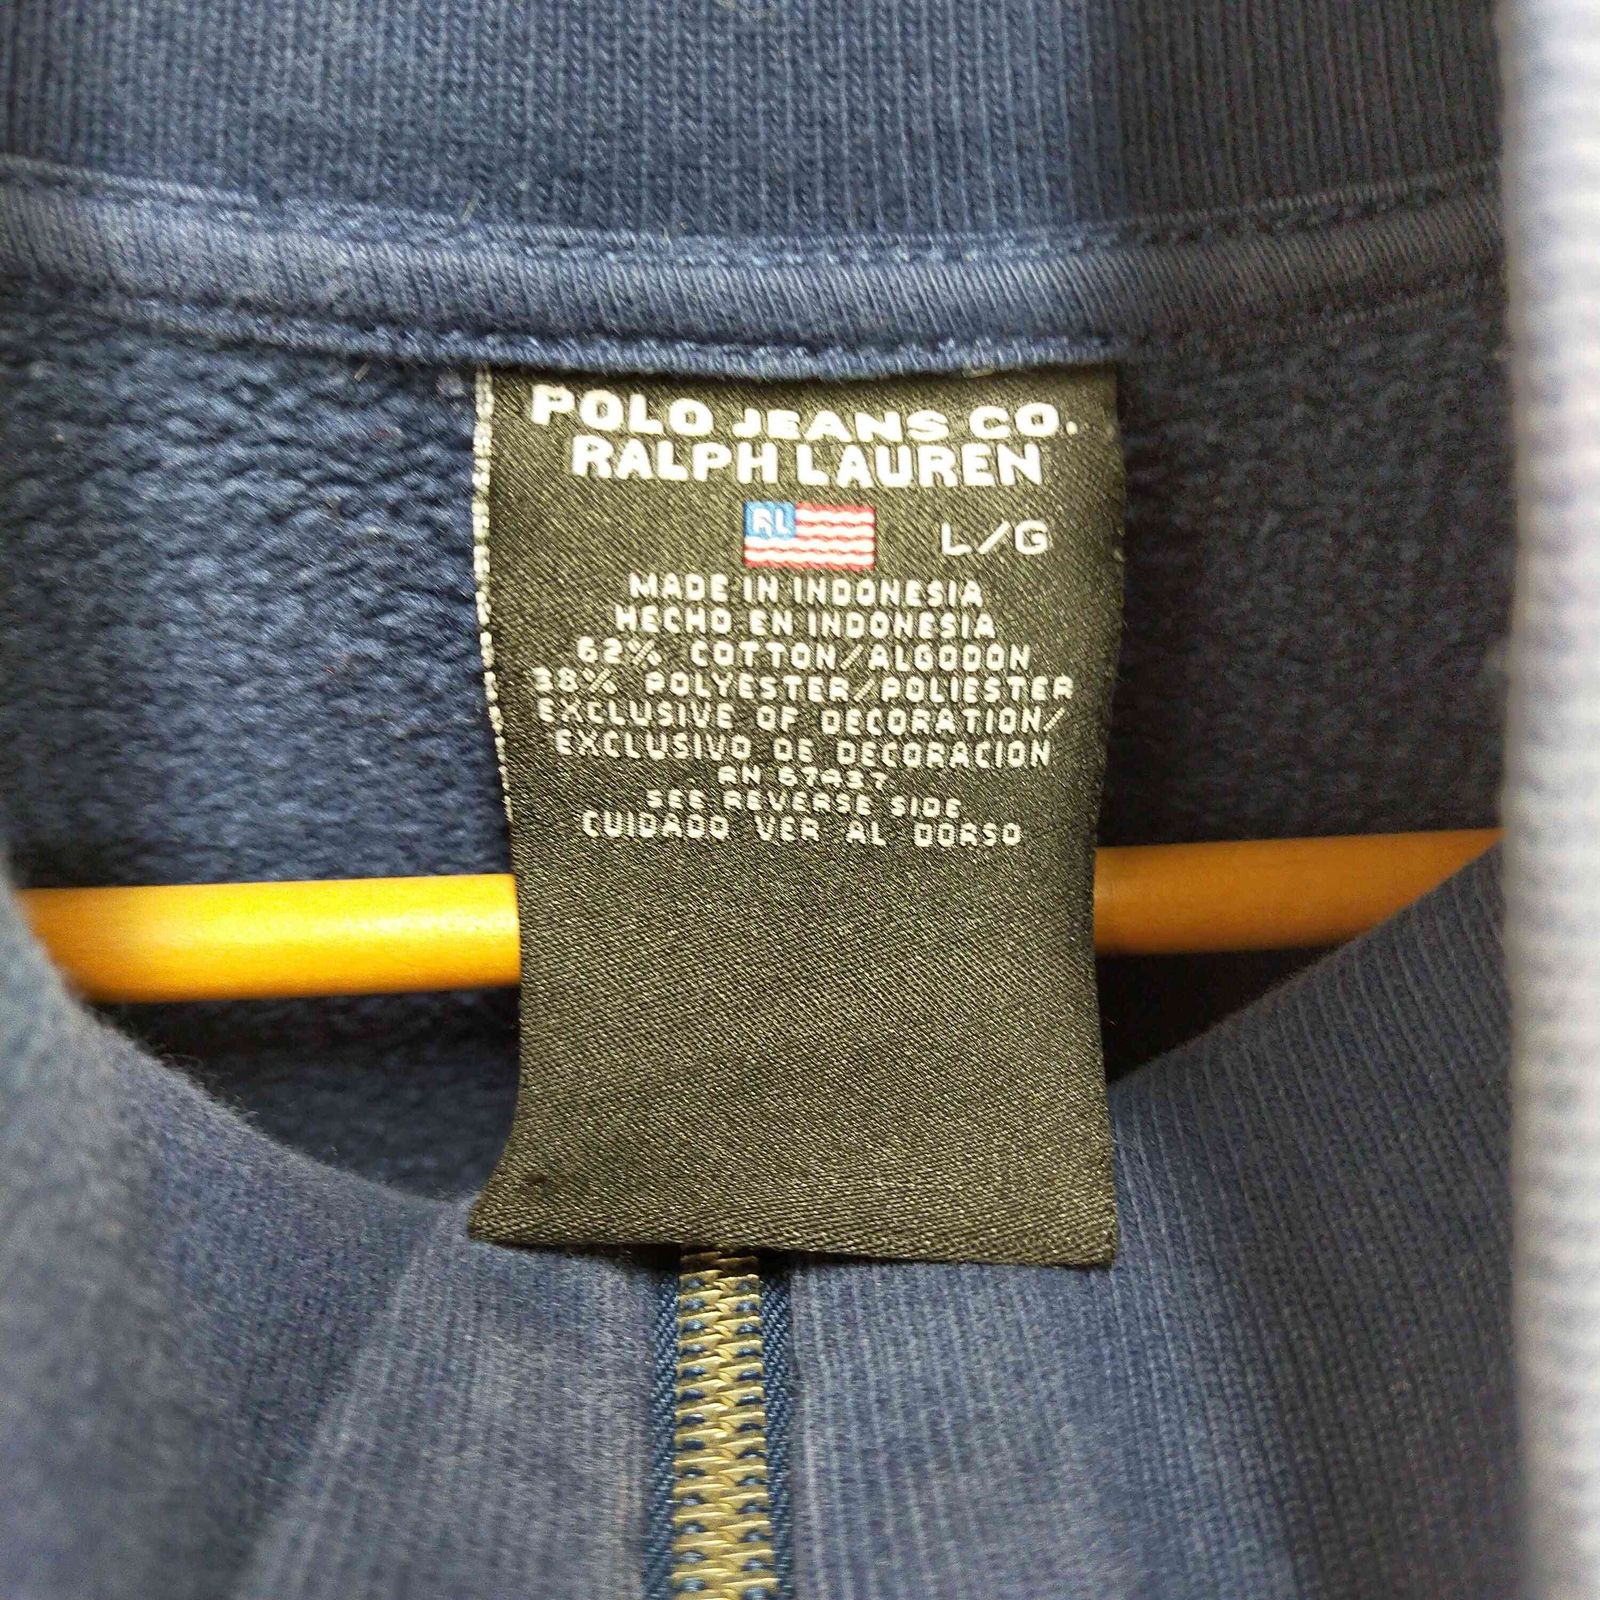 POLO JEANS CO.
RALPH LAUREN
RL
L/G
MADE IN INDONESIA
HECHO EN INDONESIA
62% COTTON/ALGODON
38% POLYESTER/POLIESTER
EXCLUSIVE OF DECORATION/
EXCLUSIVO DE DECORACION
RN 67437
SEE REVERSE SIDE
CUIDADO VER AL DORSO